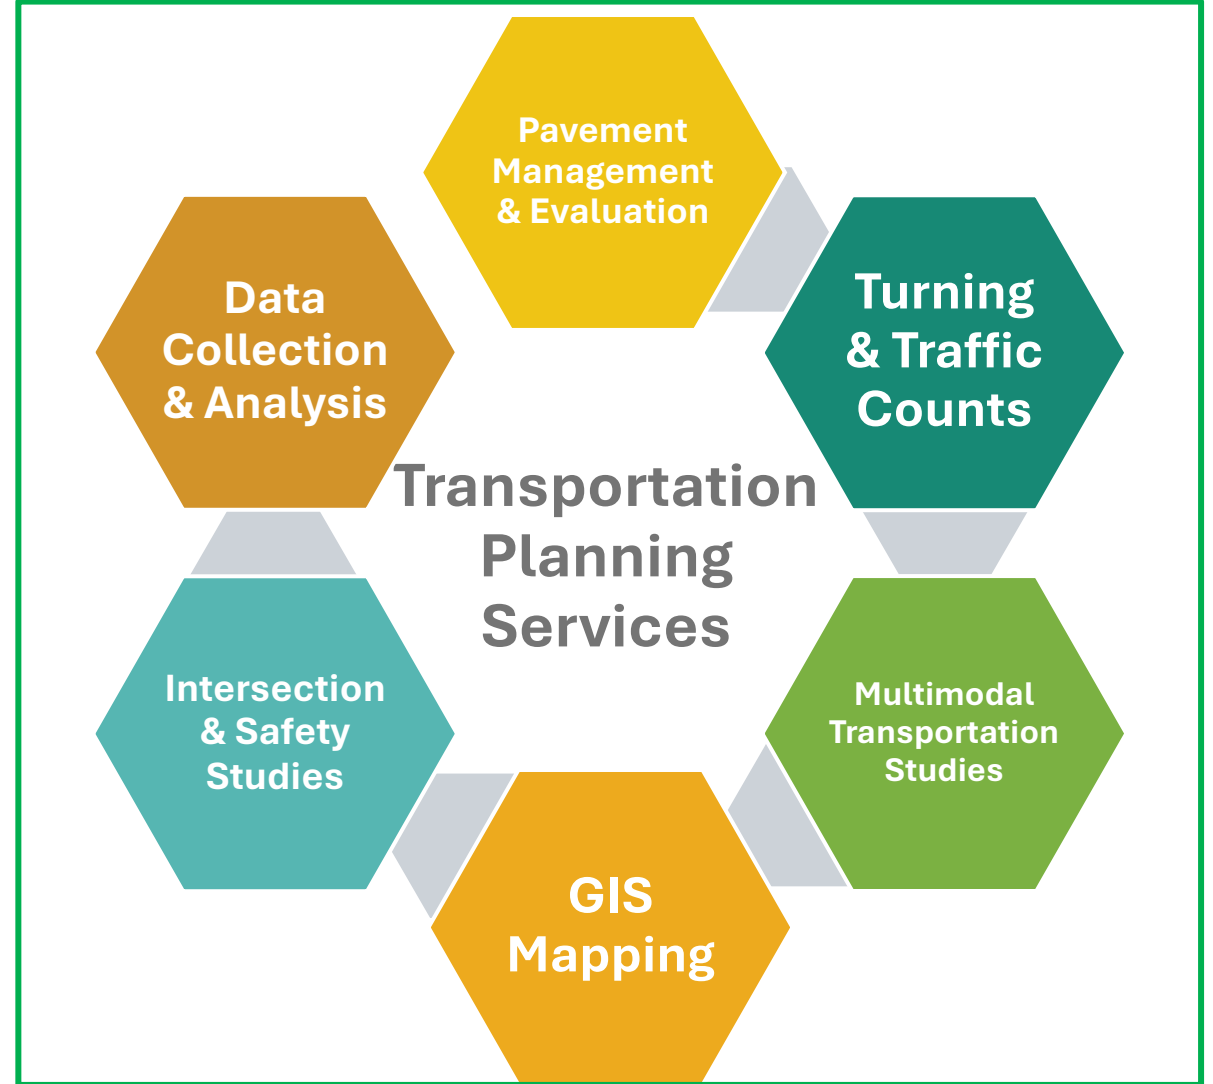 Pavement
Management
& Evaluation
Turning
& Traffic
Counts
Multimodal
Transportation
Studies
GIS
Mapping
Intersection
& Safety
Studies
Data
Collection
& Analysis
Transportation
Planning
Services